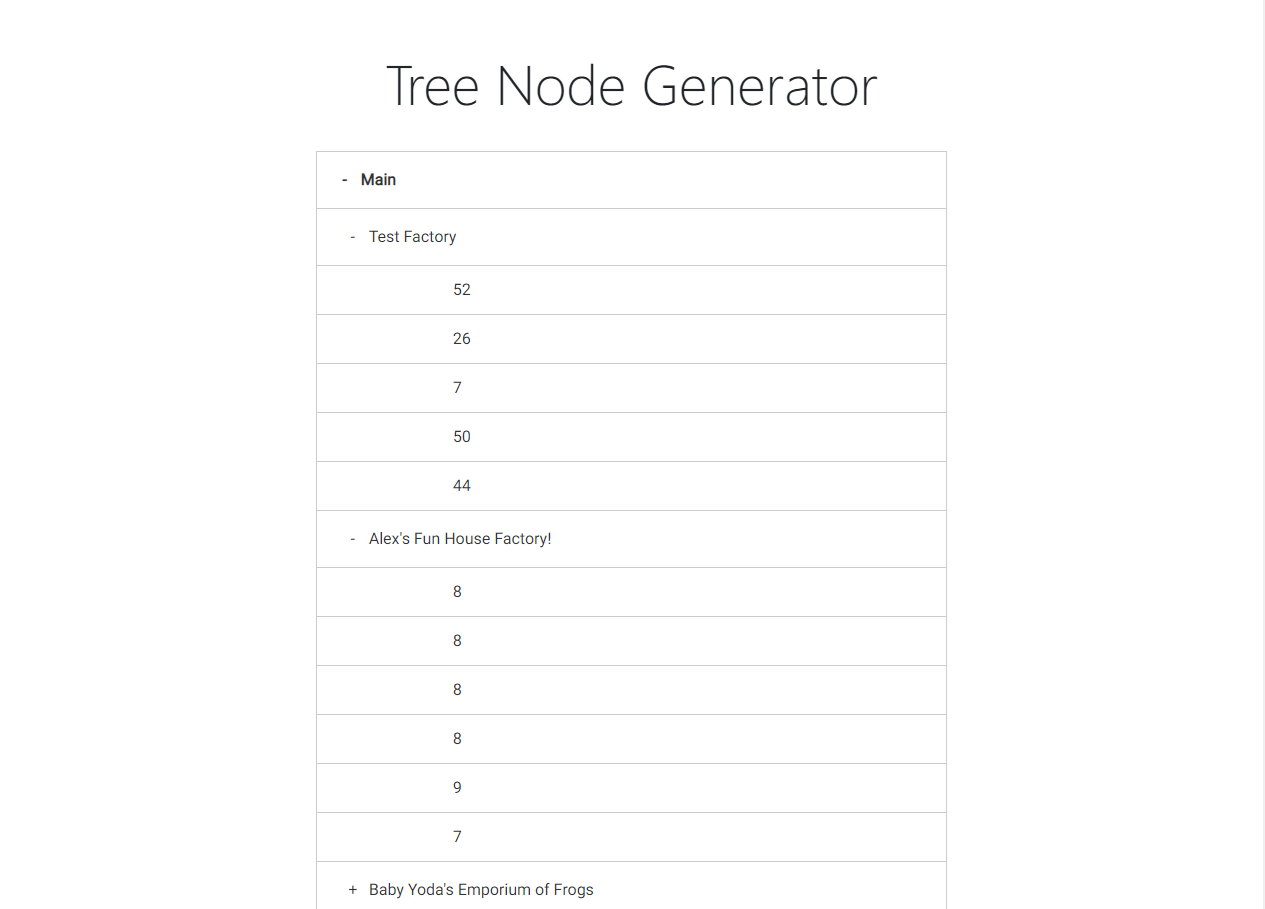 Tree Node Generator
- Main
- Test Factory
52
26
7
50
44
- Alex's Fun House Factory!
8
8
8
8
9
7
+ Baby Yoda's Emporium of Frogs